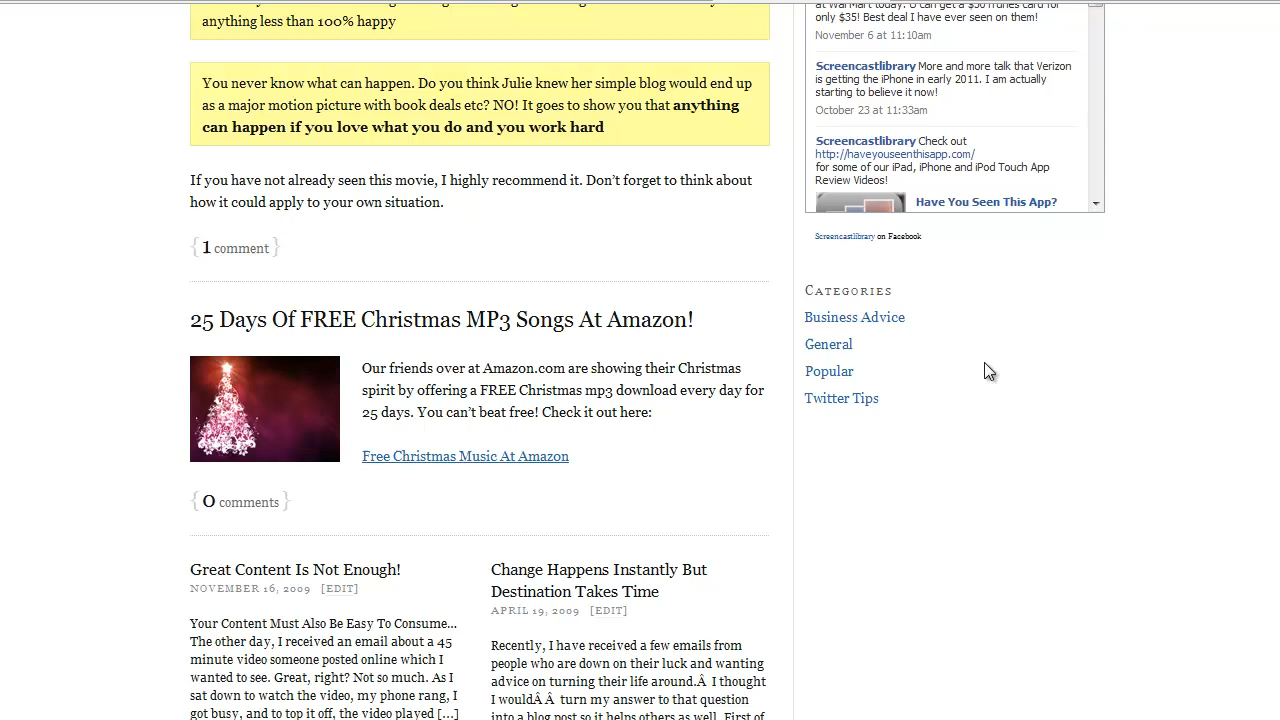 anything less than 100% happy
You never know what can happen. Do you think Julie knew her simple blog would end up
as a major motion picture with book deals etc? NO! It goes to show you that anything
can happen if you love what you do and you work hard
If you have not already seen this movie, I highly recommend it. Don't forget to think about
how it could apply to your own situation.
{ 1 comment }
25 Days Of FREE Christmas MP3 Songs At Amazon!
Our friends over at Amazon.com are showing their Christmas
spirit by offering a FREE Christmas mp3 download every day for
25 days. You can't beat free! Check it out here:
Free Christmas Music At Amazon
{ 0 comments }
Great Content Is Not Enough!
NOVEMBER 16, 2009 [EDIT]
Your Content Must Also Be Easy To Consume...
The other day, I received an email about a 45
minute video someone posted online which I
wanted to see. Great, right? Not so much. As I
sat down to watch the video, my phone rang, I
got busy, and to top it off, the video played [...]
Change Happens Instantly But
Destination Takes Time
APRIL 19, 2009 [EDIT]
Recently, I have received a few emails from
people who are down on their luck and wanting
advice on turning their life around.Â I thought
I wouldÂ Â turn my answer to that question
into a blog post so it helps others as well. First of
at WalMart today. U can get a $50 iTunes card for
only $35! Best deal I have ever seen on them!
November 6 at 11:10am
Screencastlibrary More and more talk that Verizon
is getting the iPhone in early 2011. I am actually
starting to believe it now!
October 23 at 11:33am
Screencastlibrary Check out
http://haveyouseenthisapp.com/
for some of our iPad, iPhone and iPod Touch App
Review Videos!
Have You Seen This App?
Screencastlibrary on Facebook
CATEGORIES
Business Advice
General
Popular
Twitter Tips